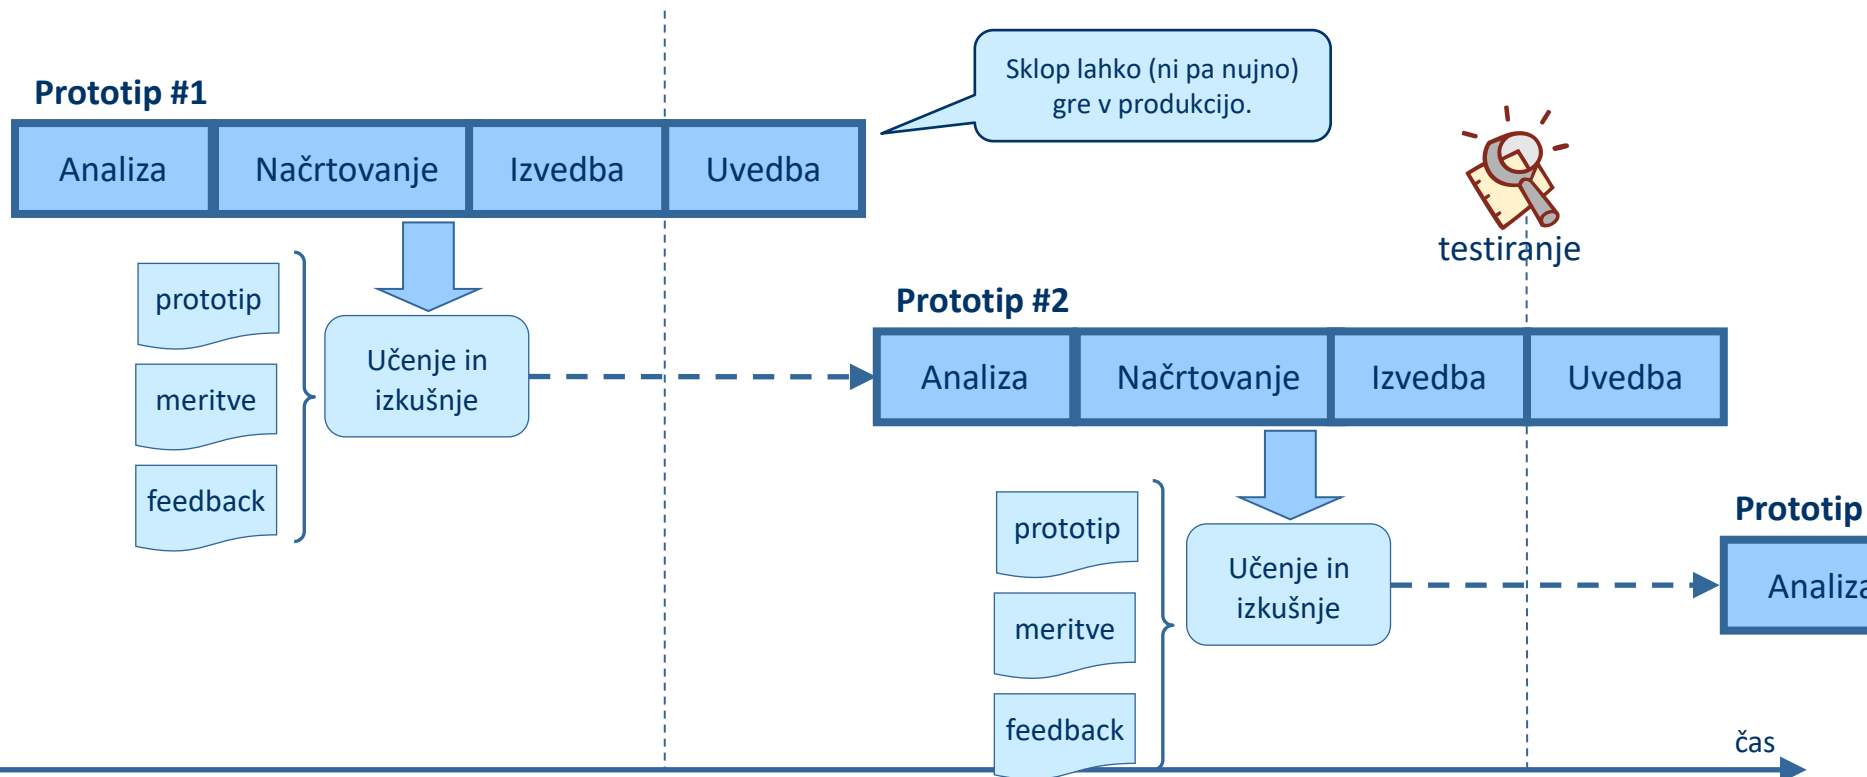 Sklop lahko (ni pa nujno)
gre v produkcijo.
Prototip #1
Analiza
Načrtovanje
Izvedba
Uvedba
testiranje
prototip
meritve
feedback
Učenje in
izkušnje
Prototip #2
Analiza
Načrtovanje
Izvedba
Uvedba
prototip
meritve
feedback
Učenje in
izkušnje
Prototip
Analiza
čas